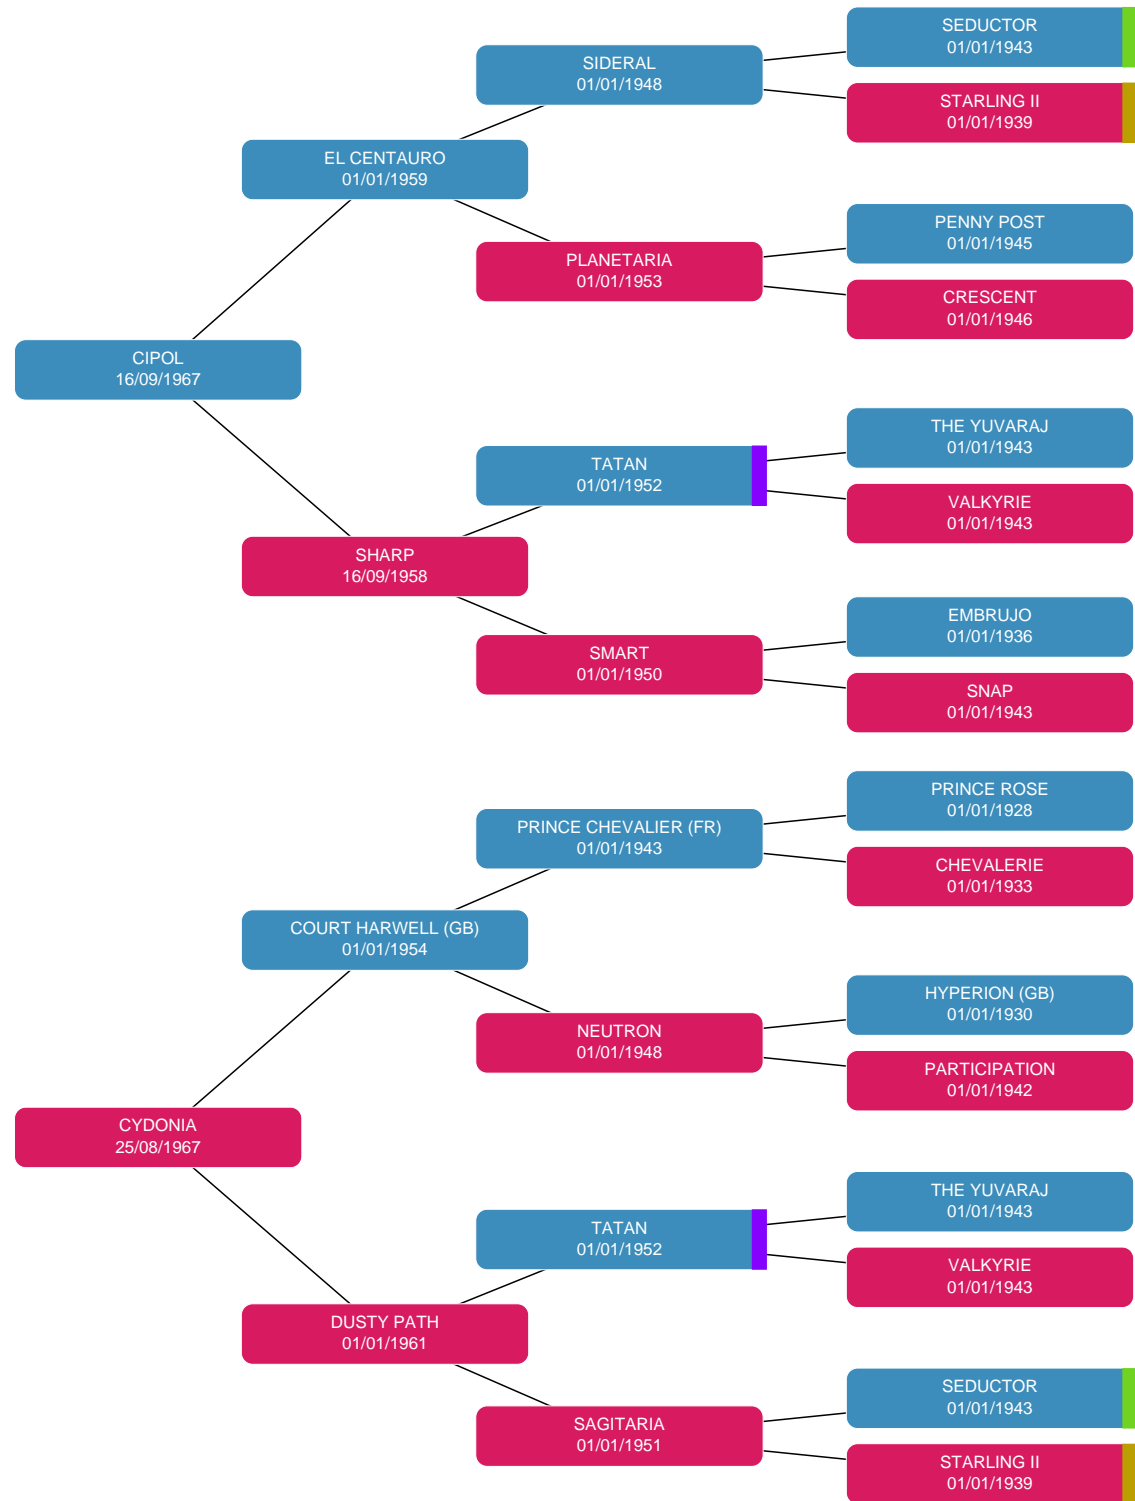 SEDUCTOR
01/01/1943
SIDERAL
01/01/1948
STARLING II
01/01/1939
EL CENTAURO
01/01/1959
PENNY POST
01/01/1945
PLANETARIA
01/01/1953
CRESCENT
01/01/1946
CIPOL
16/09/1967
THE YUVARAJ
01/01/1943
TATAN
01/01/1952
VALKYRIE
01/01/1943
SHARP
16/09/1958
EMBRUJO
01/01/1936
SMART
01/01/1950
SNAP
01/01/1943
PRINCE ROSE
01/01/1928
PRINCE CHEVALIER (FR)
01/01/1943
CHEVALERIE
01/01/1933
COURT HARWELL (GB)
01/01/1954
HYPERION (GB)
01/01/1930
NEUTRON
01/01/1948
PARTICIPATION
01/01/1942
CYDONIA
25/08/1967
THE YUVARAJ
01/01/1943
TATAN
01/01/1952
VALKYRIE
01/01/1943
DUSTY PATH
01/01/1961
SEDUCTOR
01/01/1943
SAGITARIA
01/01/1951
STARLING II
01/01/1939